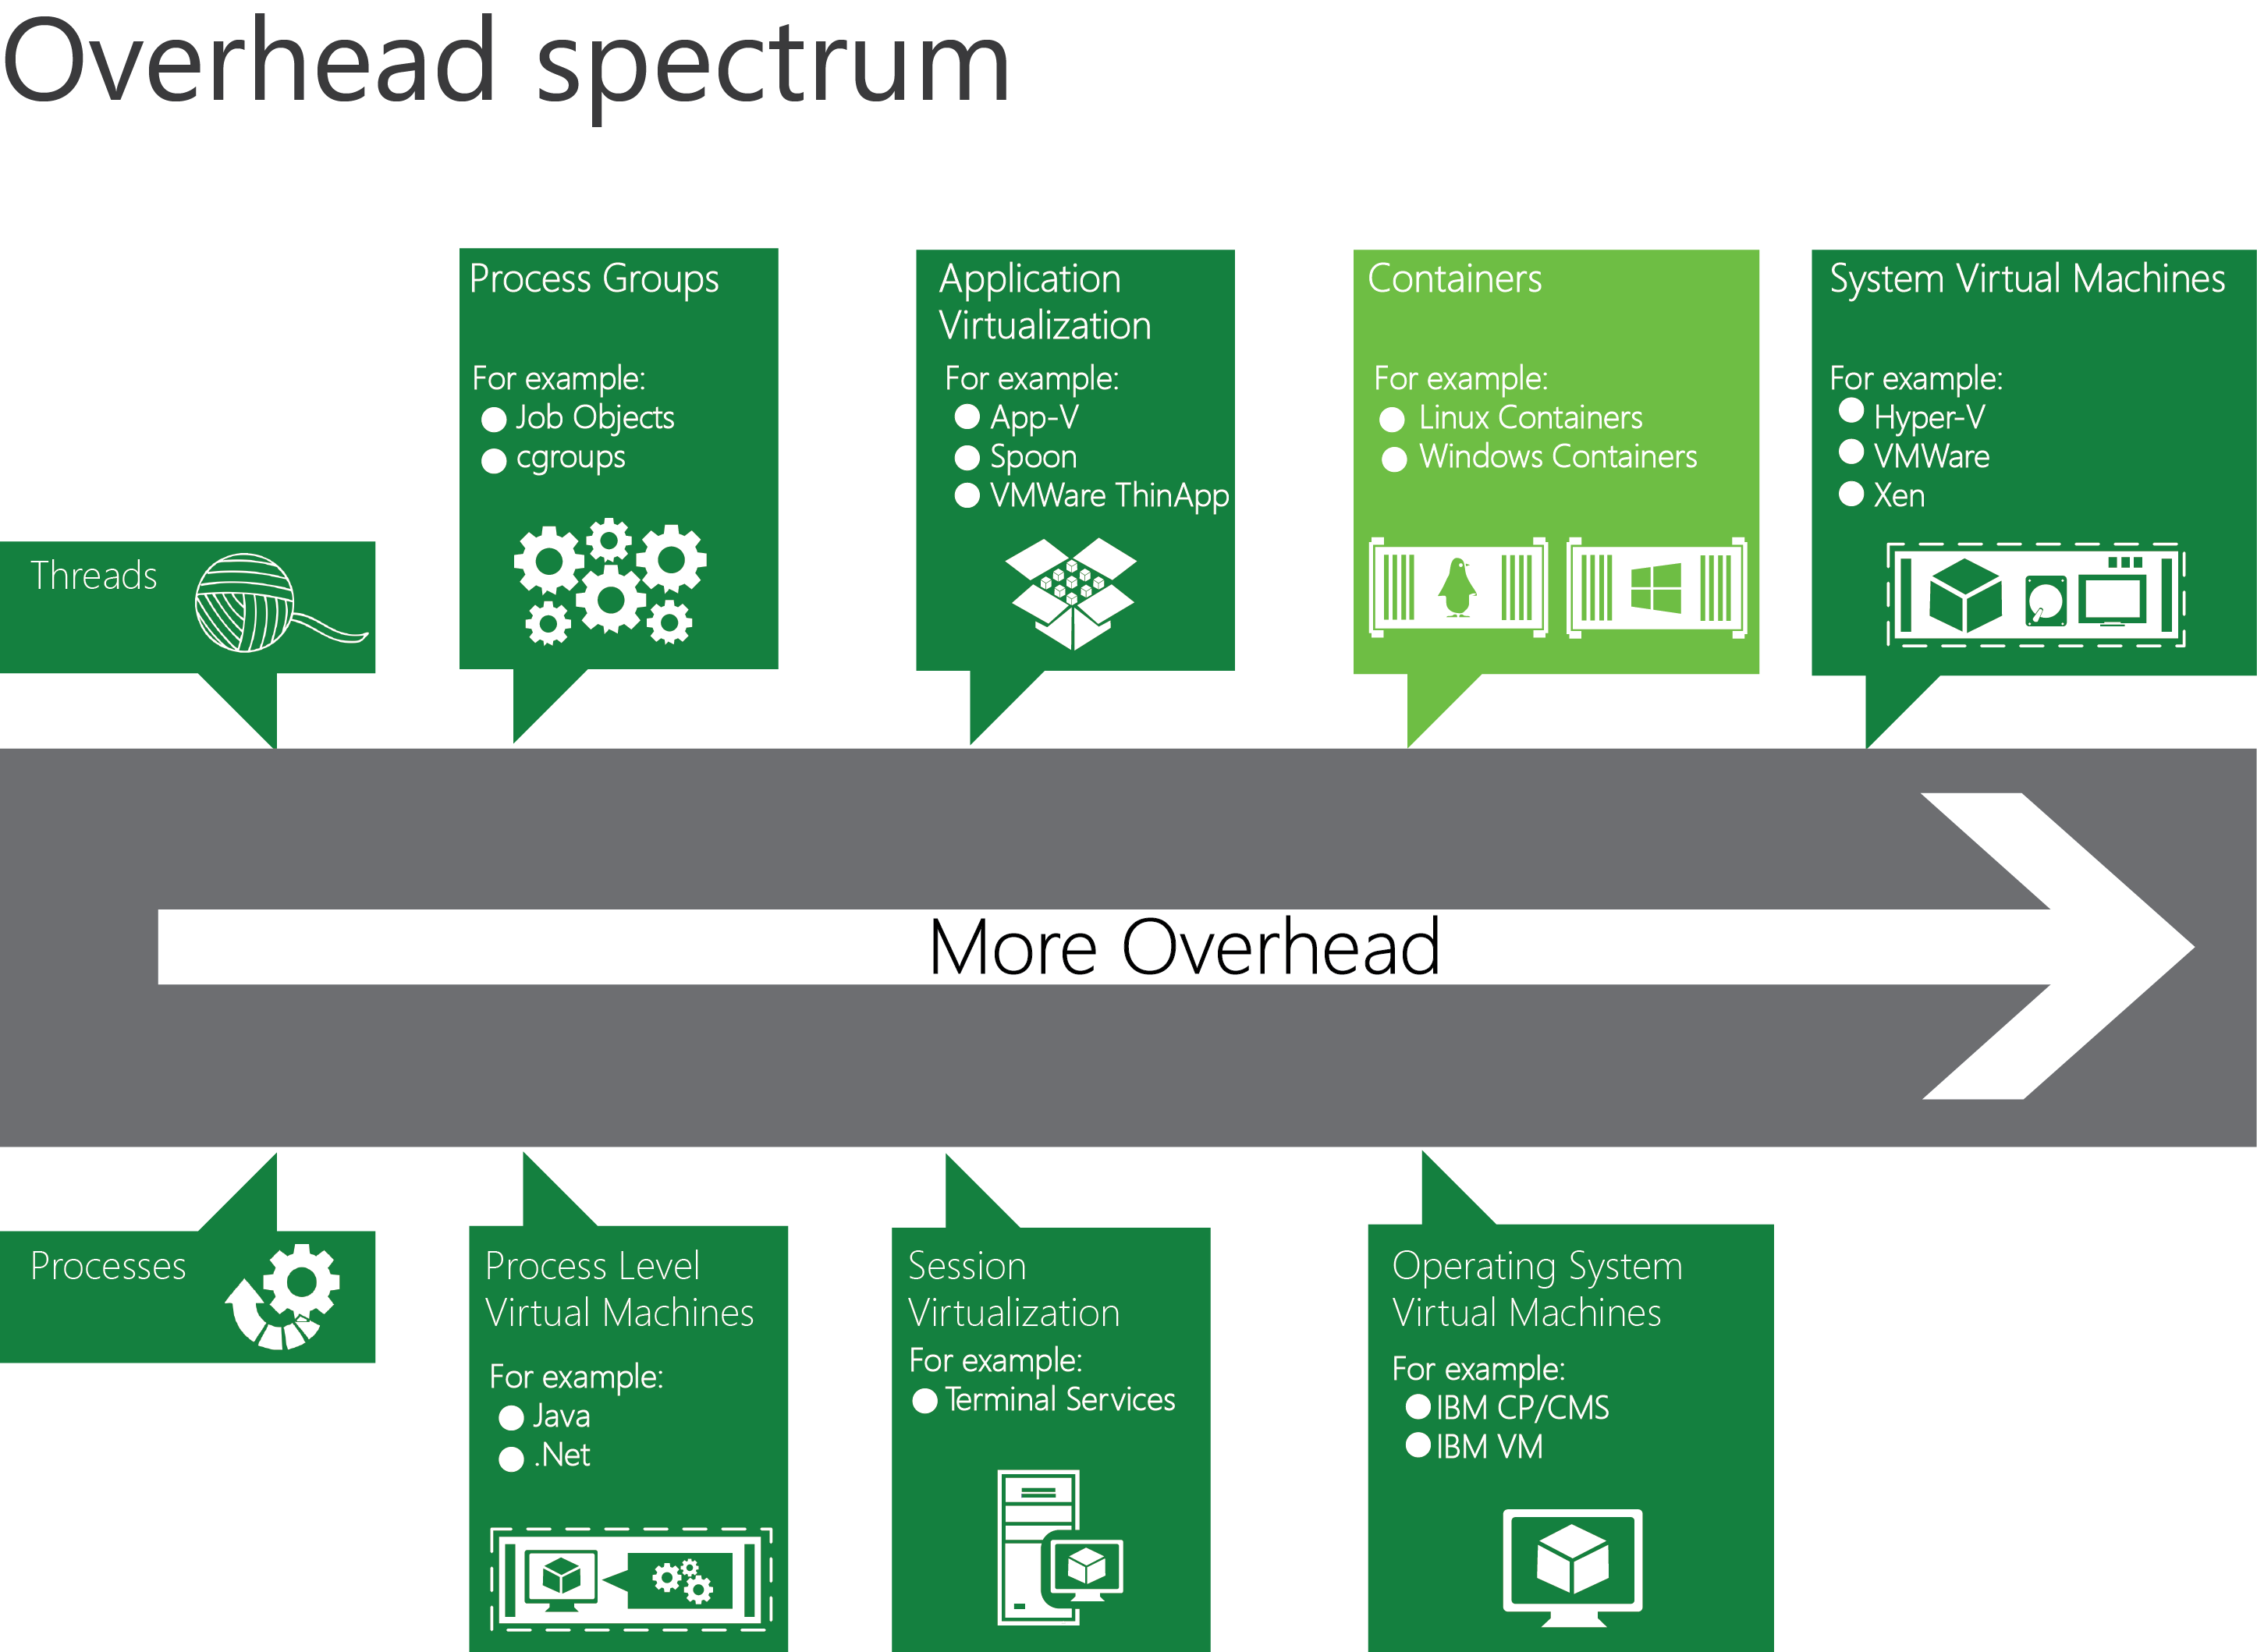 Overhead spectrum
Process Groups
For example:
Job Objects
cgroups
Application
Virtualization
For example:
App-V
Spoon
VMWare ThinApp
Containers
For example:
Linux Containers
Windows Containers
System Virtual Machines
For example:
Hyper-V
VMWare
Xen
Threads
More Overhead
Processes
Process Level
Virtual Machines
For example:
Java
.Net
Session
Virtualization
For example:
Terminal Services
Operating System
Virtual Machines
For example:
IBM CP/CMS
IBM VM